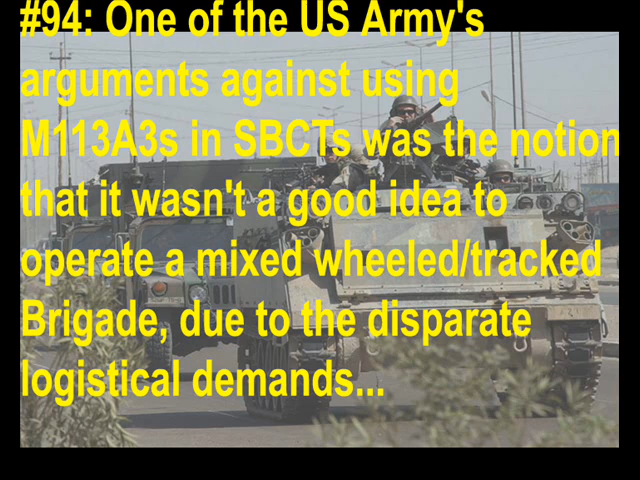 #94: One of the US Army's
arguments against using
M113A3s in SBCTs was the notion
that it wasn't a good idea to
operate a mixed wheeled/tracked
Brigade, due to the disparate
logistical demands...